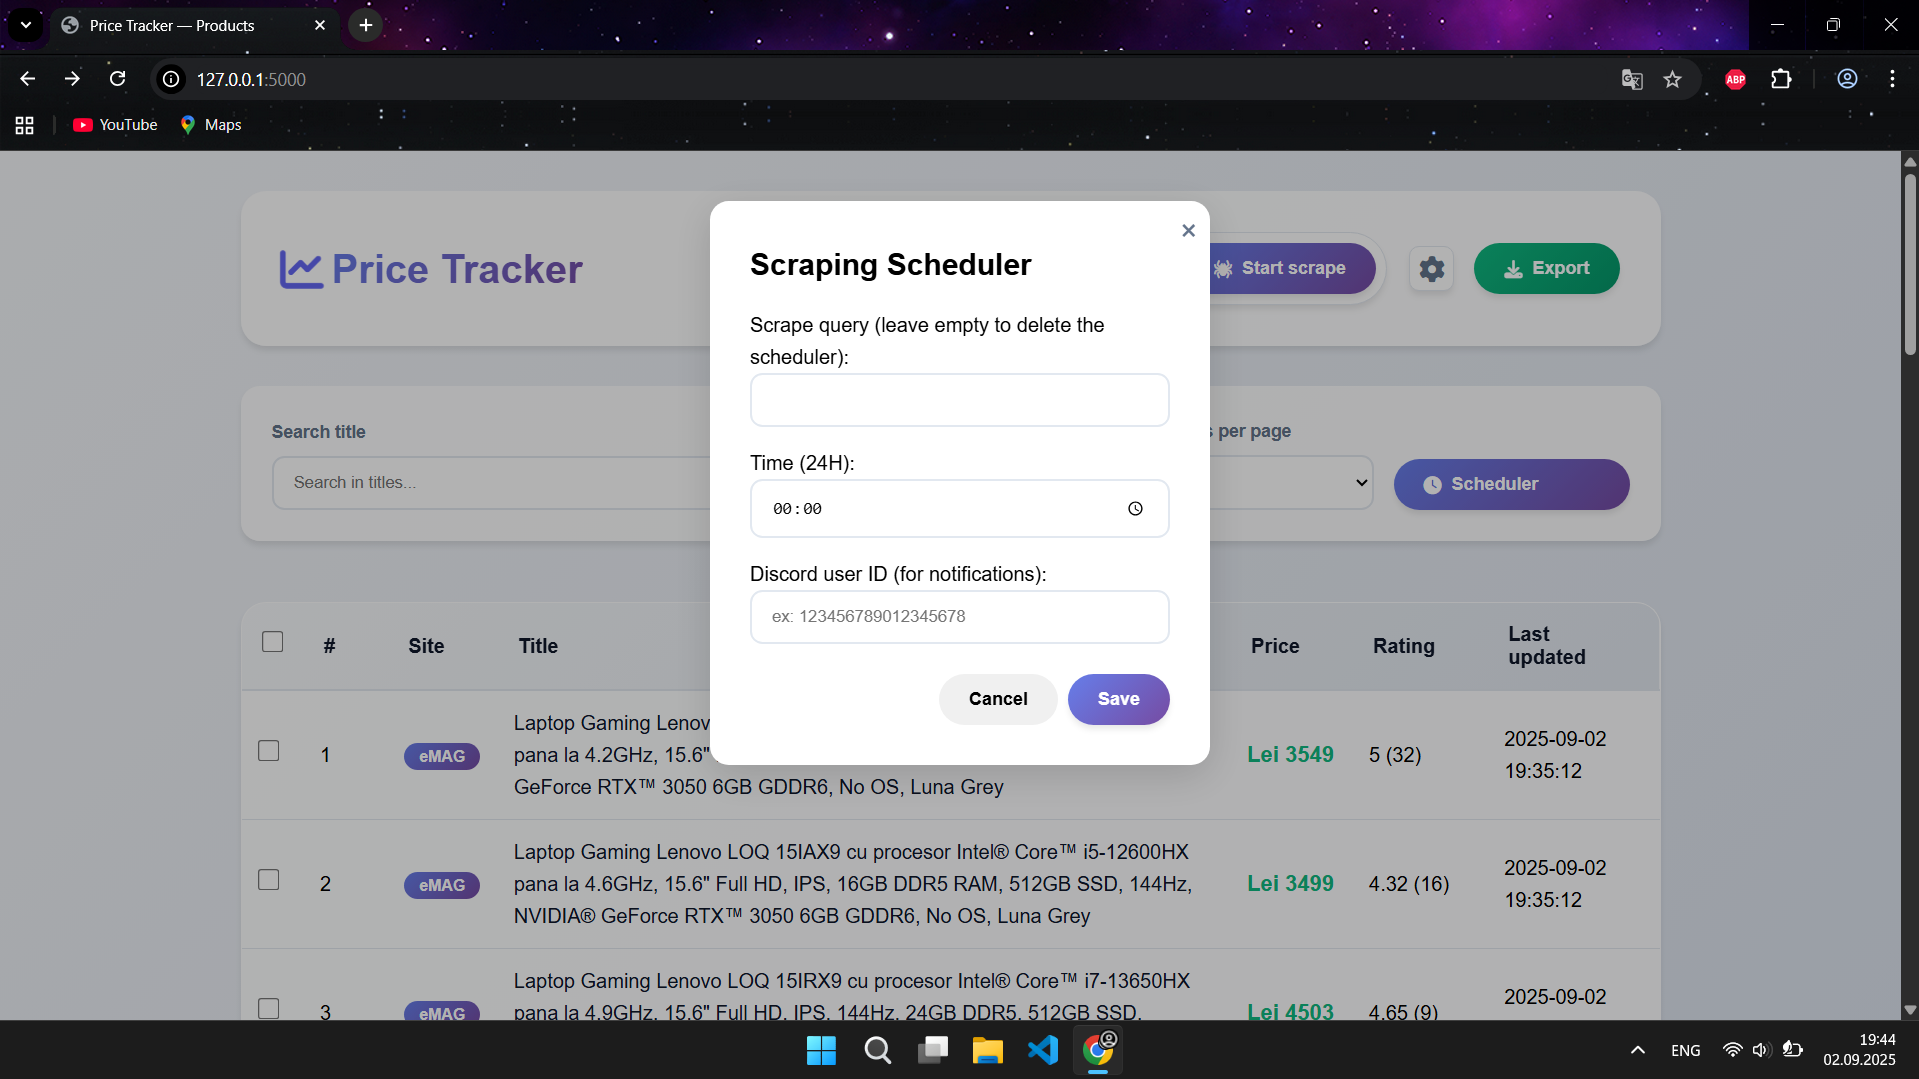 Price Tracker — Products
127.0.0.1:5000
ABP
YouTube
Maps
Price Tracker
Start scrape
Export
Scraping Scheduler
Scrape query (leave empty to delete the
scheduler):
Time (24H):
00:00
Discord user ID (for notifications):
ex: 123456789012345678
Cancel
Save
Search title
Search in titles...
per page
Scheduler
#
Site
Title
Price
Rating
Last
updated
1
eMAG
Laptop Gaming Lenov
pana la 4.2GHz, 15.6"
GeForce RTX™ 3050 6GB GDDR6, No OS, Luna Grey
Lei 3549
5 (32)
2025-09-02
19:35:12
2
eMAG
Laptop Gaming Lenovo LOQ 15IAX9 cu procesor Intel® Core™ i5-12600HX
pana la 4.6GHz, 15.6" Full HD, IPS, 16GB DDR5 RAM, 512GB SSD, 144Hz,
NVIDIA® GeForce RTX™ 3050 6GB GDDR6, No OS, Luna Grey
Lei 3499
4.32 (16)
2025-09-02
19:35:12
3
eMAG
Laptop Gaming Lenovo LOQ 15IRX9 cu procesor Intel® Core™ i7-13650HX
pana la 4.9GHz, 15.6" Full HD, IPS, 144Hz, 24GB DDR5, 512GB SSD,
Lei 4503
4.65 (9)
2025-09-02
ENG
19:44
02.09.2025